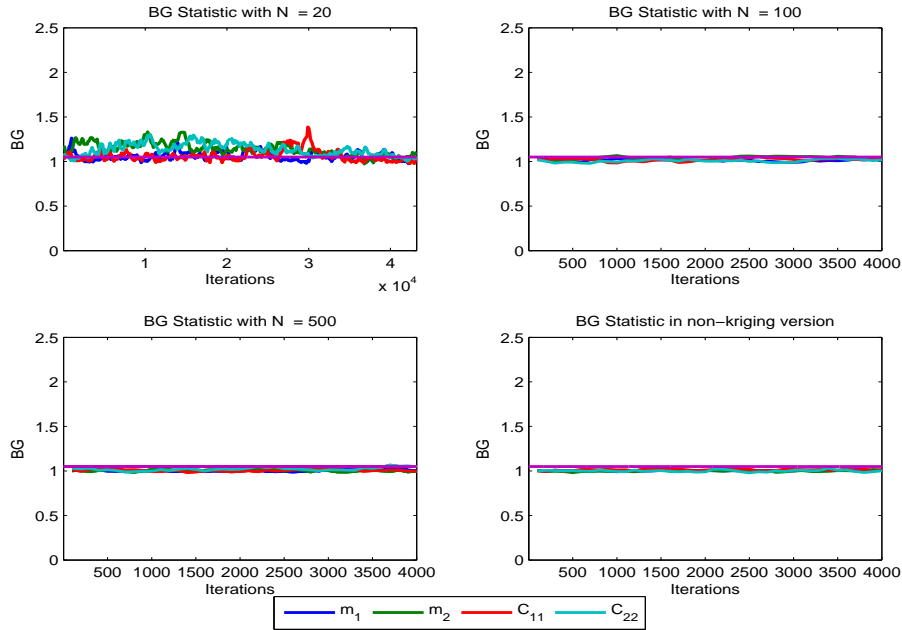 BG Statistic with N = 20
2.5
2
1.5
1
0.5
0
BG
1 2 3 4
x 10^4
Iterations
BG Statistic with N = 100
2.5
2
1.5
1
0.5
0
BG
500 1000 1500 2000 2500 3000 3500 4000
Iterations
BG Statistic with N = 500
2.5
2
1.5
1
0.5
0
BG
500 1000 1500 2000 2500 3000 3500 4000
Iterations
BG Statistic in non−kriging version
2.5
2
1.5
1
0.5
0
BG
500 1000 1500 2000 2500 3000 3500 4000
Iterations
m_1 m_2 C_11 C_22